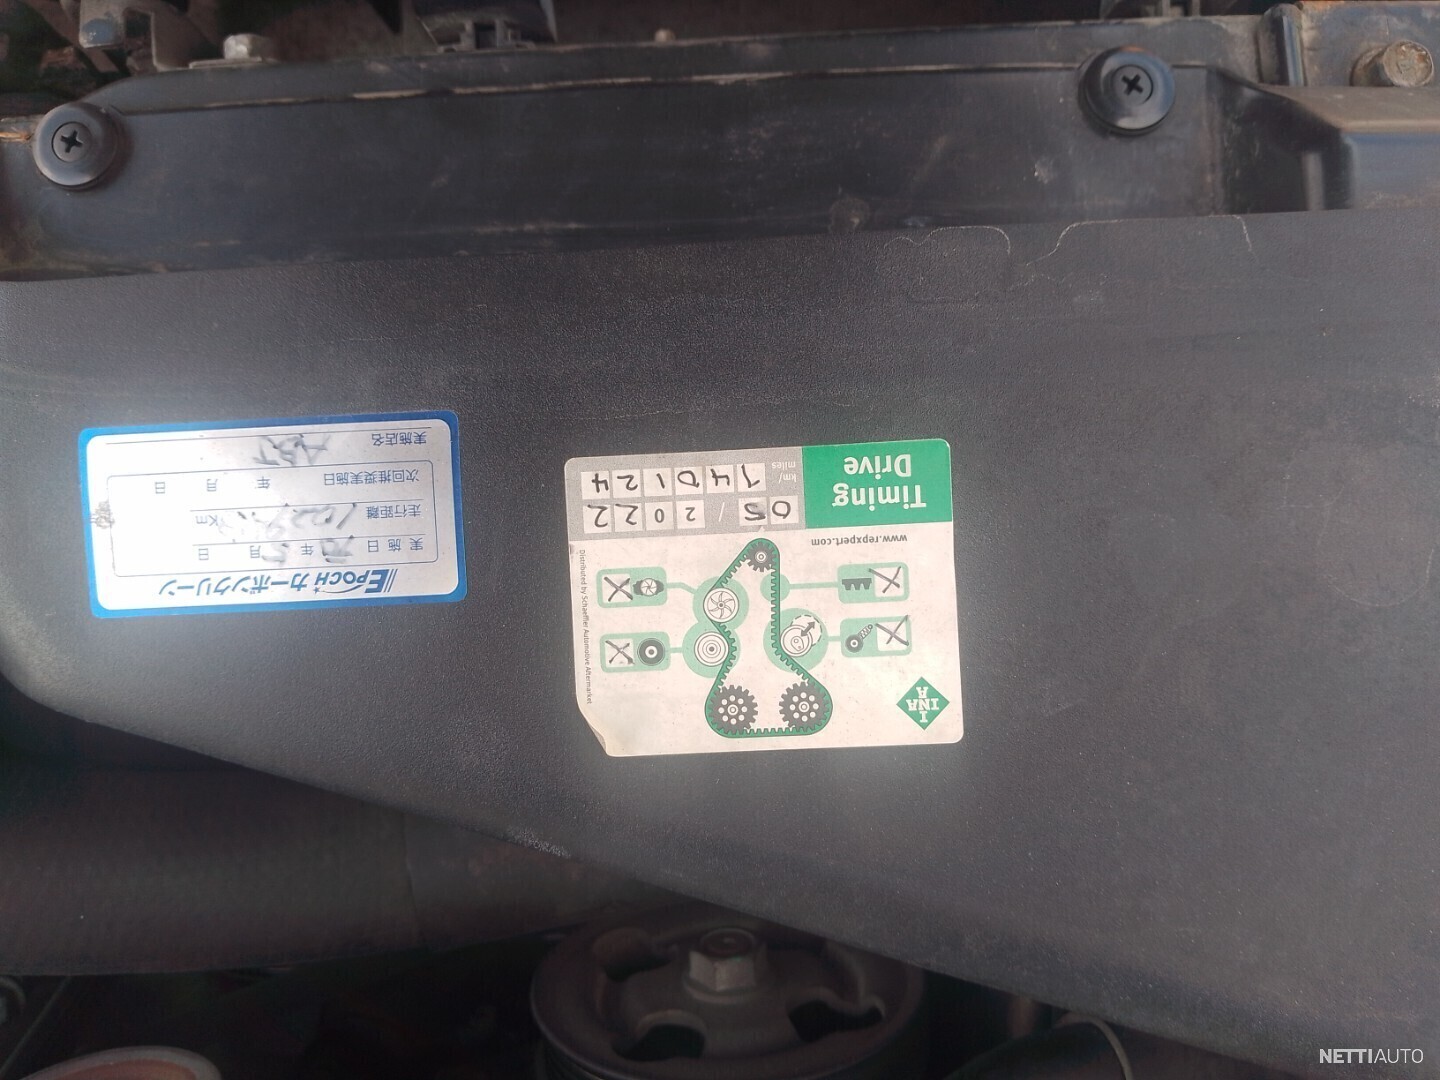 Timing
Drive
05 / 2022
km/
miles
140124
www.repxpert.com
INA
Distributed by Schaeffler Automotive Aftermarket
EPOCH カーボンクリーン
実施日 年 5月 日
走行距離 Km
次回推奨実施日 年 月 日
実施店名
NETTIAUTO